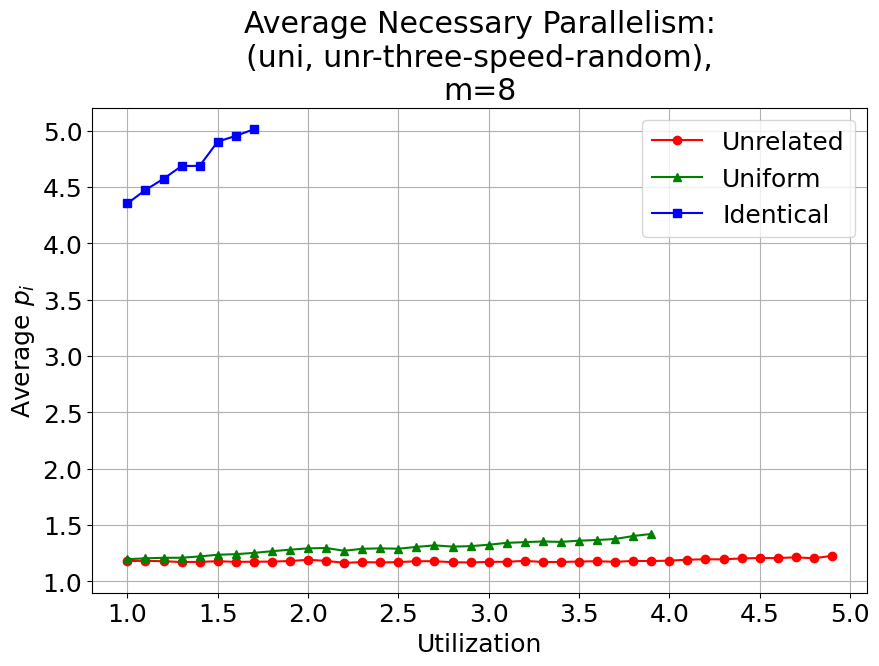 Average Necessary Parallelism:
(uni, unr-three-speed-random),
m=8
Unrelated
Uniform
Identical
Average p_i
5.0
4.5
4.0
3.5
3.0
2.5
2.0
1.5
1.0
1.0 1.5 2.0 2.5 3.0 3.5 4.0 4.5 5.0
Utilization